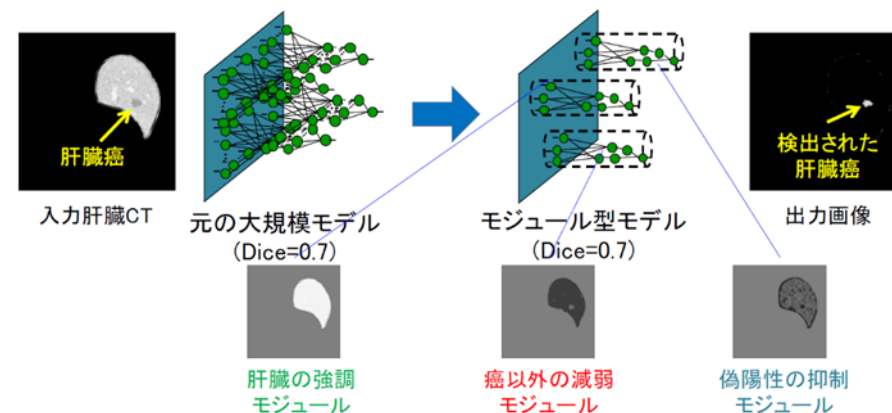 肝臓癌
入力肝臓CT
元の大規模モデル
(Dice=0.7)
モジュール型モデル
(Dice=0.7)
検出された
肝臓癌
出力画像
肝臓の強調
モジュール
癌以外の減弱
モジュール
偽陽性の抑制
モジュール